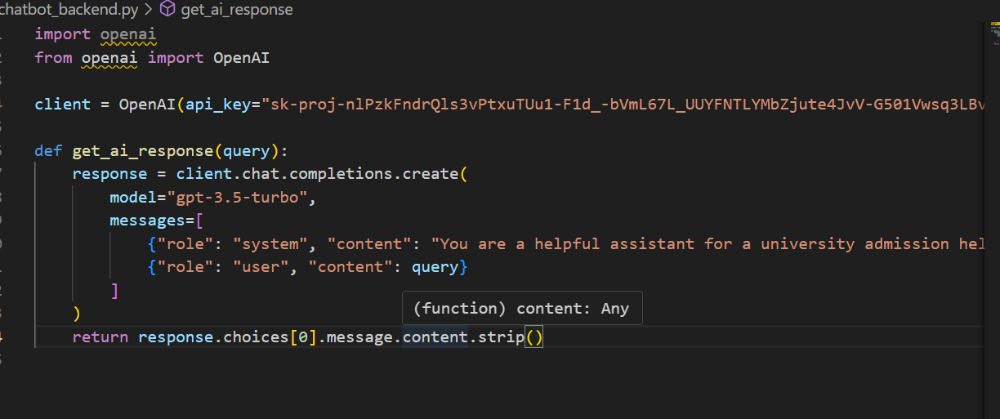 chatbot_backend.py > get_ai_response
import openai
from openai import OpenAI
client = OpenAI(api_key="sk-proj-nlPzkFndrQls3vPtxuTUu1-F1d_-bVmL67L_UUYFNTLYMbZjute4JvV-G501Vwsq3LBv
def get_ai_response(query):
response = client.chat.completions.create(
model="gpt-3.5-turbo",
messages=[
{"role": "system", "content": "You are a helpful assistant for a university admission hel
{"role": "user", "content": query}
]
(function) content: Any
)
return response.choices[0].message.content.strip()